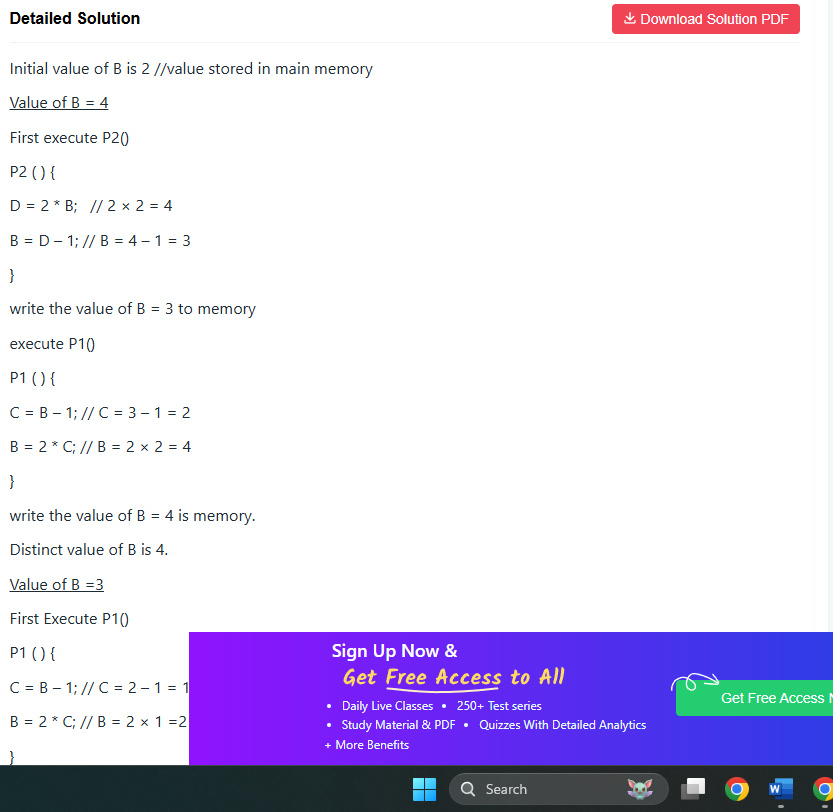 Detailed Solution
Download Solution PDF
Initial value of B is 2 //value stored in main memory
Value of B = 4
First execute P2()
P2 ( ) {
D = 2 * B; // 2 × 2 = 4
B = D – 1; // B = 4 – 1 = 3
}
write the value of B = 3 to memory
execute P1()
P1 ( ) {
C = B – 1; // C = 3 – 1 = 2
B = 2 * C; // B = 2 × 2 = 4
}
write the value of B = 4 is memory.
Distinct value of B is 4.
Value of B =3
First Execute P1()
P1 ( ) {
C = B – 1; // C = 2 – 1 = 1
B = 2 * C; // B = 2 × 1 =2
}
Sign Up Now &
Get Free Access to All
• Daily Live Classes • 250+ Test series
• Study Material & PDF • Quizzes With Detailed Analytics
+ More Benefits
Get Free Access
Search
W